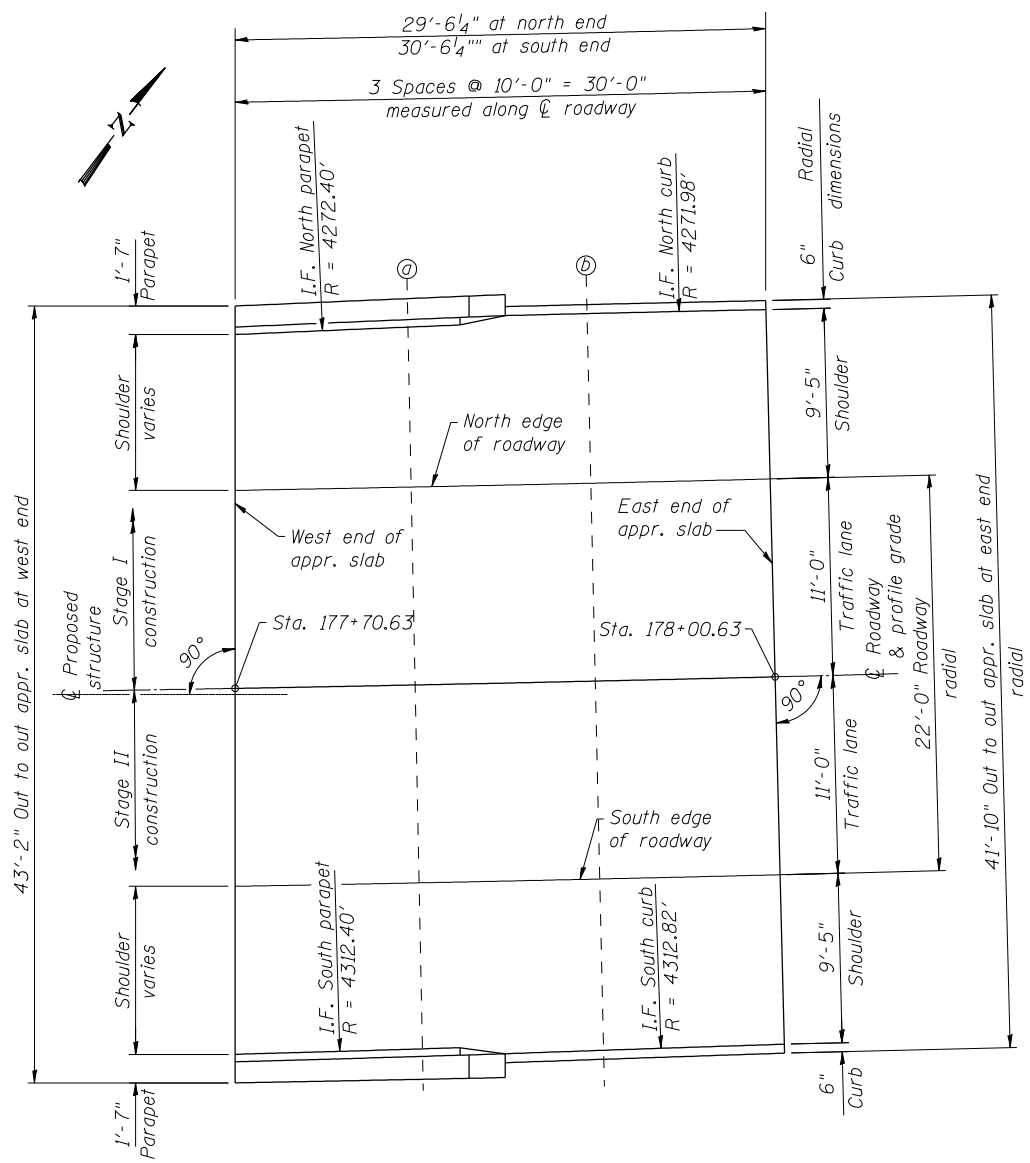 29'-6 1/4" at north end
30'-6 1/4"" at south end
3 Spaces @ 10'-0" = 30'-0"
measured along ℄ roadway
N
I.F. North parapet
R = 4272.40'
I.F. North curb
R = 4271.98'
6" Radial
Curb dimensions
1'-7"
Parapet
a
b
Shoulder
varies
9'-5"
Shoulder
North edge
of roadway
West end of
appr. slab
East end of
appr. slab
Stage I
construction
43'-2" Out to out appr. slab at west end
℄ Proposed
structure
90°
Sta. 177+70.63
Sta. 178+00.63
90°
11'-0"
Traffic lane
℄ Roadway
& profile grade
22'-0" Roadway
radial
41'-10" Out to out appr. slab at east end
radial
Stage II
construction
11'-0"
Traffic lane
South edge
of roadway
Shoulder
varies
I.F. South parapet
R = 4312.40'
I.F. South curb
R = 4312.82'
9'-5"
Shoulder
1'-7"
Parapet
6"
Curb